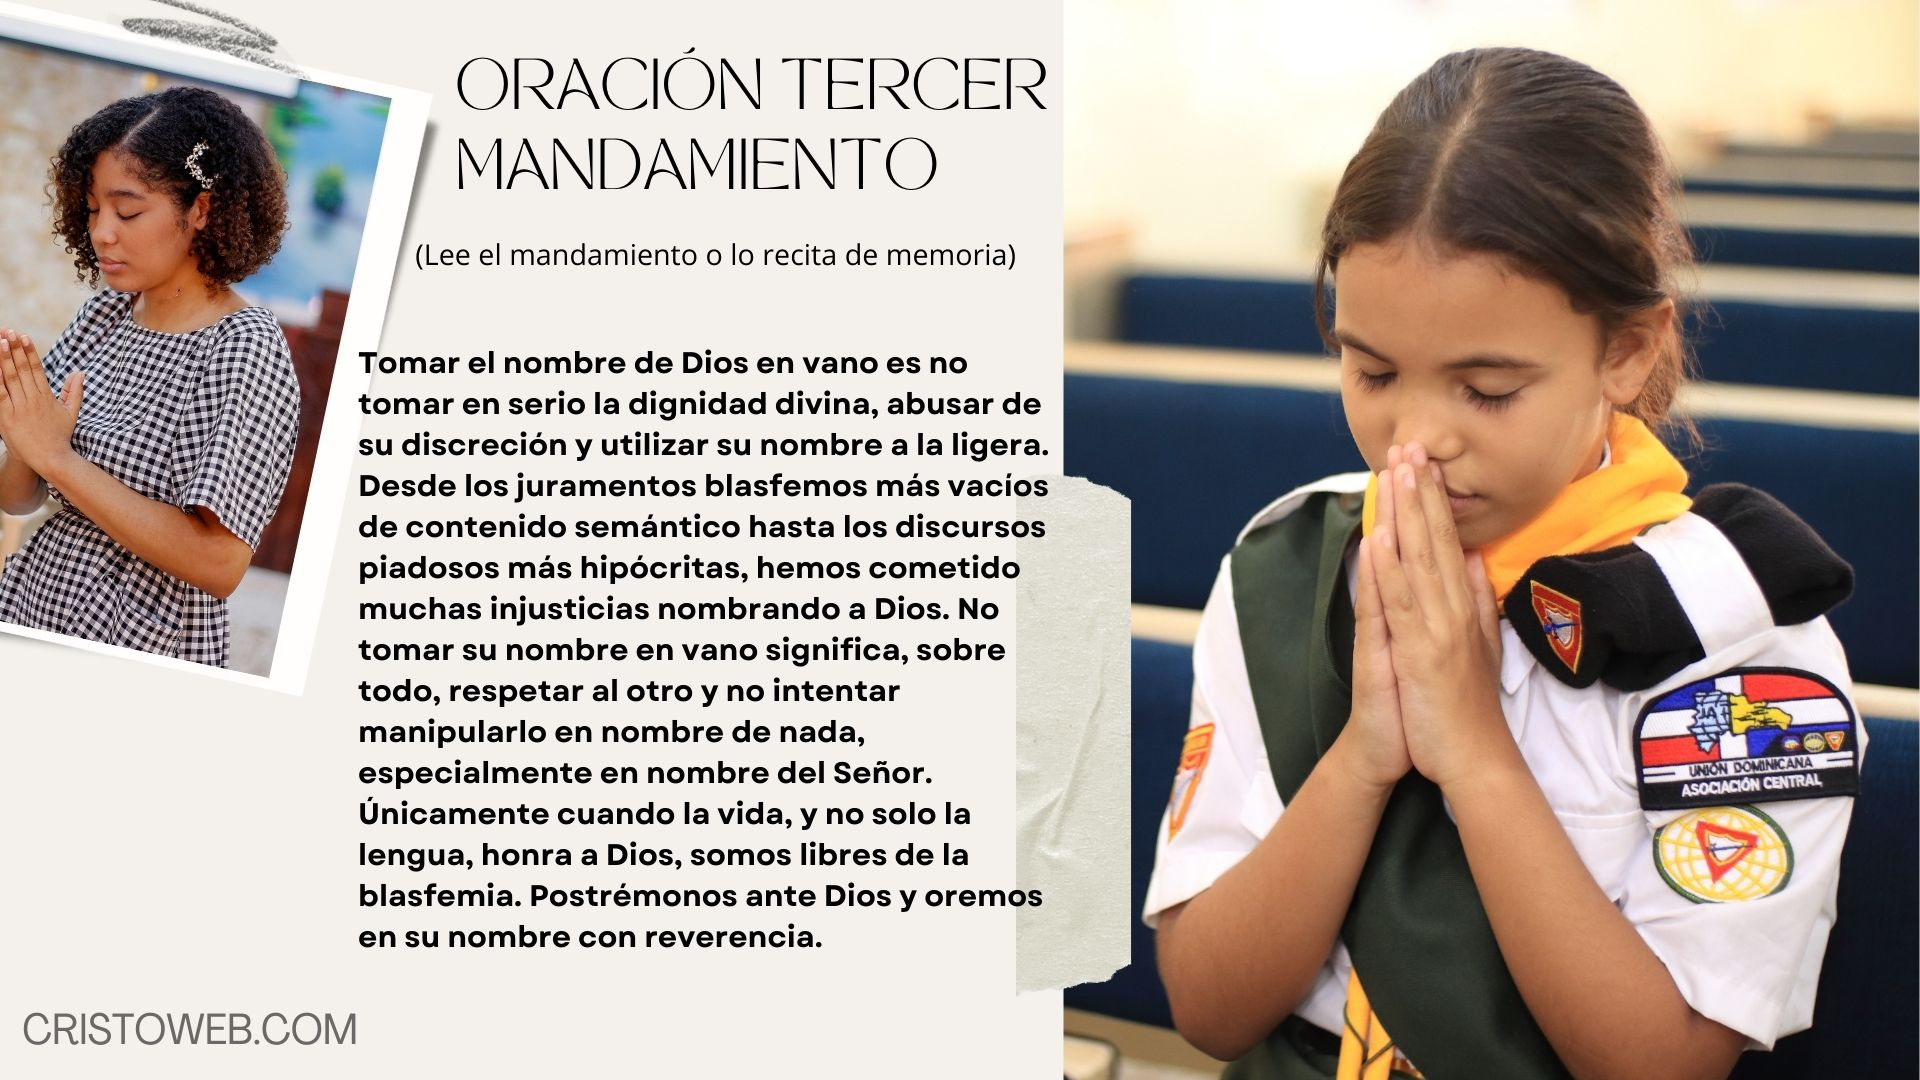 ORACIÓN TERCER
MANDAMIENTO
(Lee el mandamiento o lo recita de memoria)
Tomar el nombre de Dios en vano es no
tomar en serio la dignidad divina, abusar de
su discreción y utilizar su nombre a la ligera.
Desde los juramentos blasfemos más vacíos
de contenido semántico hasta los discursos
piadosos más hipócritas, hemos cometido
muchas injusticias nombrando a Dios. No
tomar su nombre en vano significa, sobre
todo, respetar al otro y no intentar
manipularlo en nombre de nada,
especialmente en nombre del Señor.
Únicamente cuando la vida, y no solo la
lengua, honra a Dios, somos libres de la
blasfemia. Postrémonos ante Dios y oremos
en su nombre con reverencia.
CRISTOWEB.COM
JA
UNIÓN DOMINICANA
ASOCIACIÓN CENTRAL